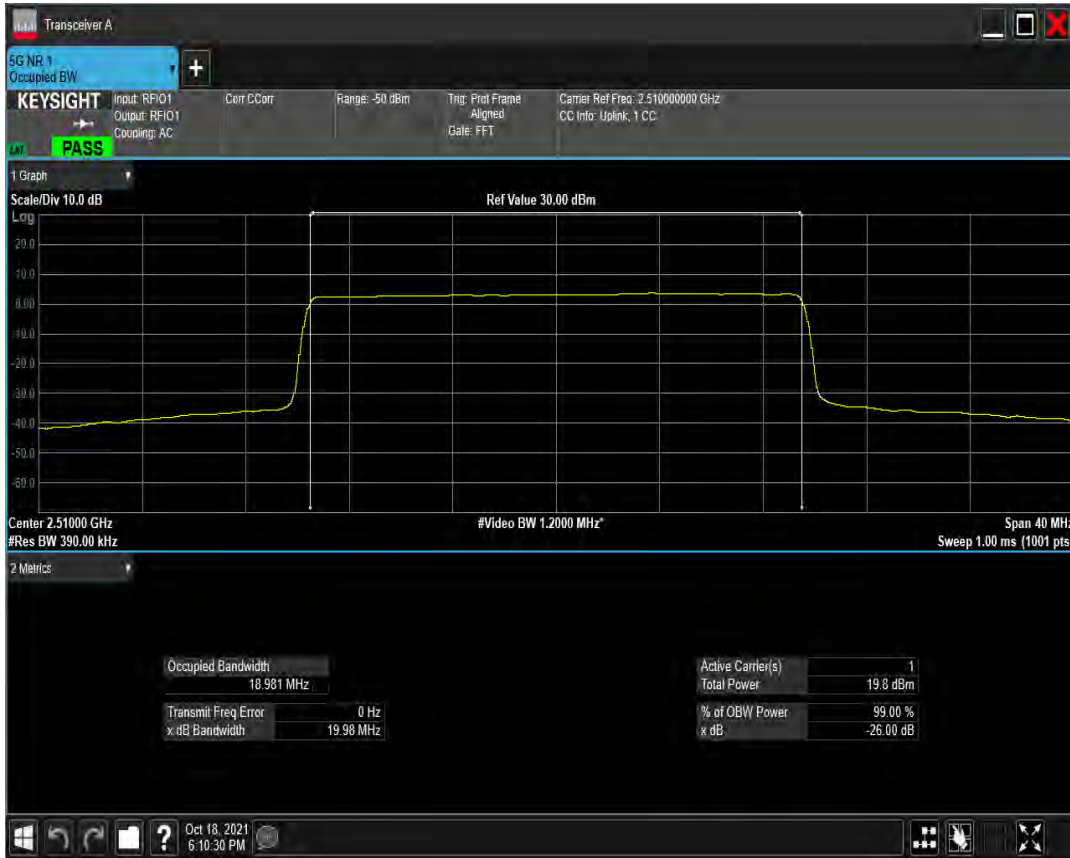 Transceiver A
5G NR 1
Occupied BW
+
KEYSIGHT
Input: RFIO1
Output: RFIO1
Coupling: AC
Corr CCorr
Range: -50 dBm
Trig: Prot Frame
Aligned
Gate: FFT
Carrier Ref Freq: 2.510000000 GHz
CC Info: Uplink, 1 CC
PASS
1 Graph
Scale/Div 10.0 dB
Ref Value 30.00 dBm
Log
20.0
10.0
0.00
-10.0
-20.0
-30.0
-40.0
-50.0
-60.0
Center 2.51000 GHz
#Video BW 1.2000 MHz*
Span 40 MHz
#Res BW 390.00 kHz
Sweep 1.00 ms (1001 pts
2 Metrics
Occupied Bandwidth
18.981 MHz
Transmit Freq Error 0 Hz
x dB Bandwidth 19.98 MHz
Active Carrier(s) 1
Total Power 19.8 dBm
% of OBW Power 99.00 %
x dB -26.00 dB
?
Oct 18, 2021
6:10:30 PM